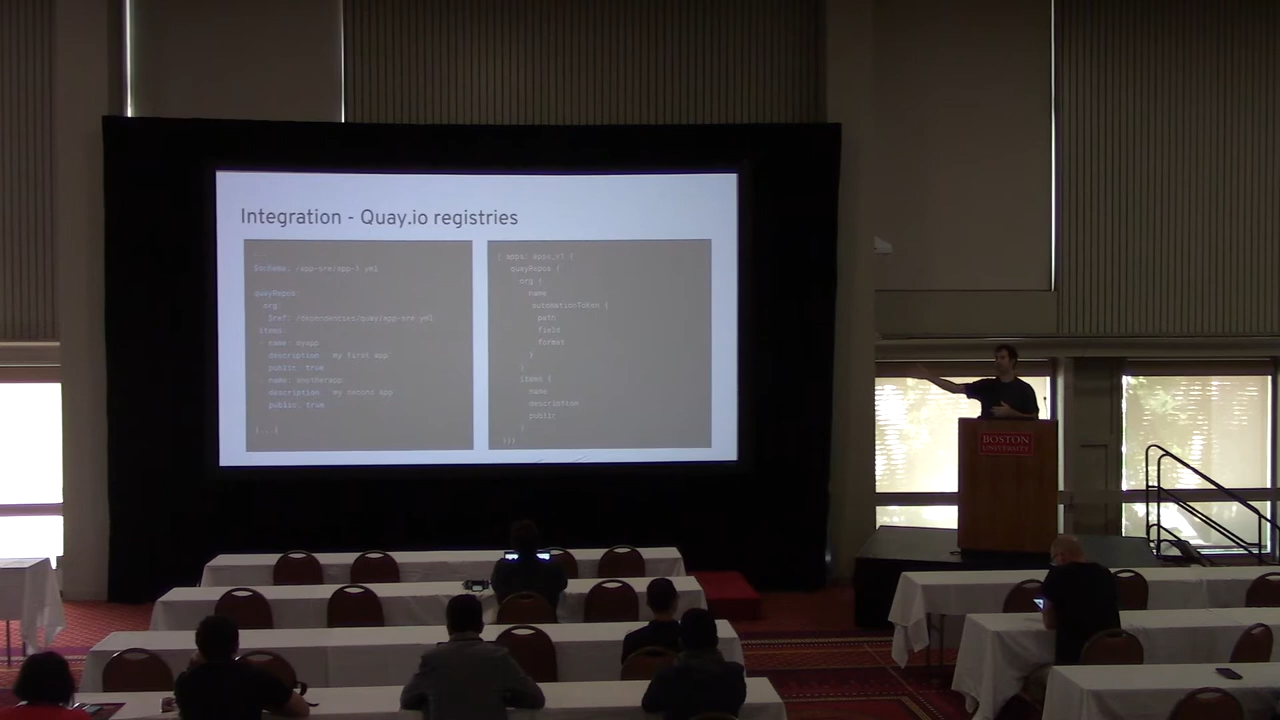 Integration - Quay.io registries
---
$schema: /app-sre/app-1.yml
quayRepos:
org:
$ref: /dependencies/quay/app-sre.yml
items:
- name: myapp
description: my first app
public: true
- name: anotherapp
description: my second app
public: true
(...)
{ apps: apps_v1 {
quayRepos {
org {
name
automationToken {
path
field
format
}
}
items {
name
description
public
}
}}}
BOSTON
UNIVERSITY